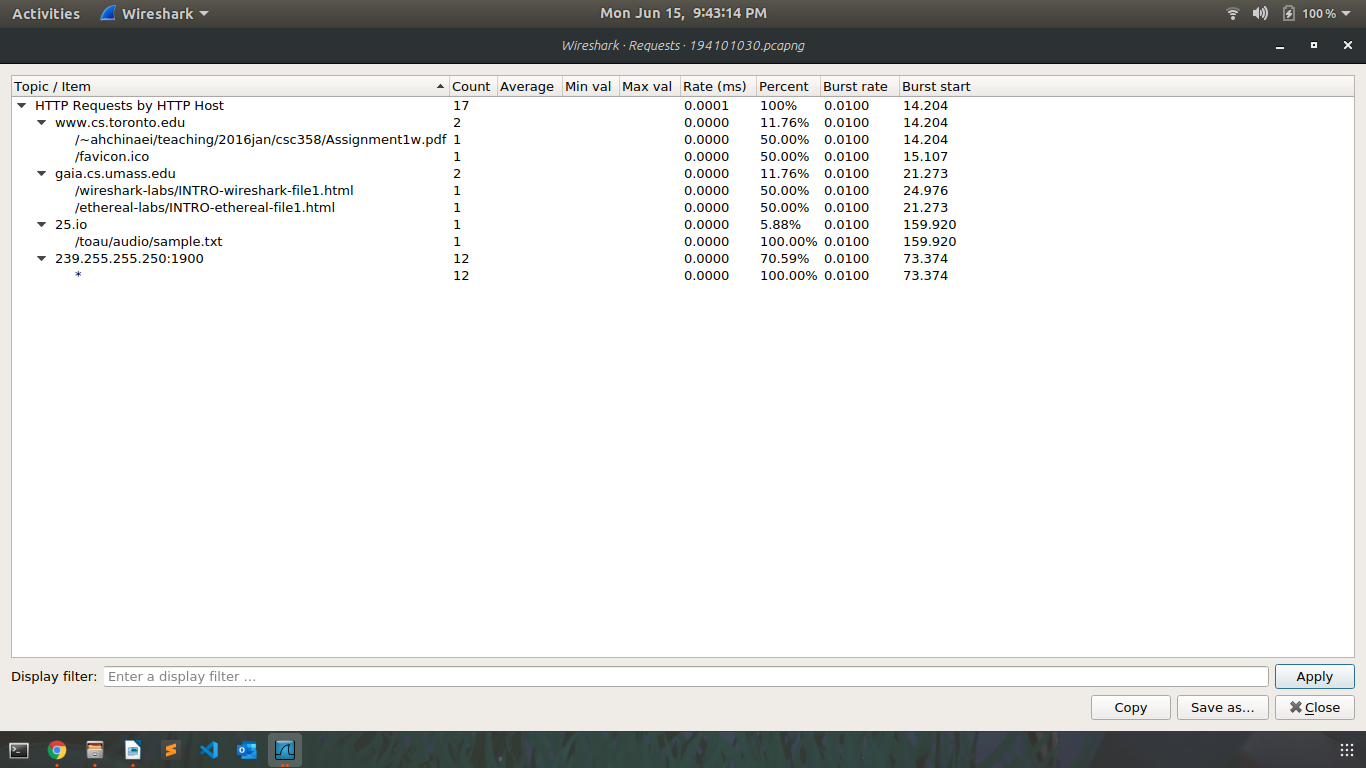 Activities Wireshark Mon Jun 15, 9:43:14 PM 100%
Wireshark · Requests · 194101030.pcapng
Topic / Item Count Average Min val Max val Rate (ms) Percent Burst rate Burst start
HTTP Requests by HTTP Host 17 0.0001 100% 0.0100 14.204
www.cs.toronto.edu 2 0.0000 11.76% 0.0100 14.204
/~ahchinaei/teaching/2016jan/csc358/Assignment1w.pdf 1 0.0000 50.00% 0.0100 14.204
/favicon.ico 1 0.0000 50.00% 0.0100 15.107
gaia.cs.umass.edu 2 0.0000 11.76% 0.0100 21.273
/wireshark-labs/INTRO-wireshark-file1.html 1 0.0000 50.00% 0.0100 24.976
/ethereal-labs/INTRO-ethereal-file1.html 1 0.0000 50.00% 0.0100 21.273
25.io 1 0.0000 5.88% 0.0100 159.920
/toau/audio/sample.txt 1 0.0000 100.00% 0.0100 159.920
239.255.255.250:1900 12 0.0000 70.59% 0.0100 73.374
* 12 0.0000 100.00% 0.0100 73.374
Display filter: Enter a display filter … Apply
Copy Save as… Close